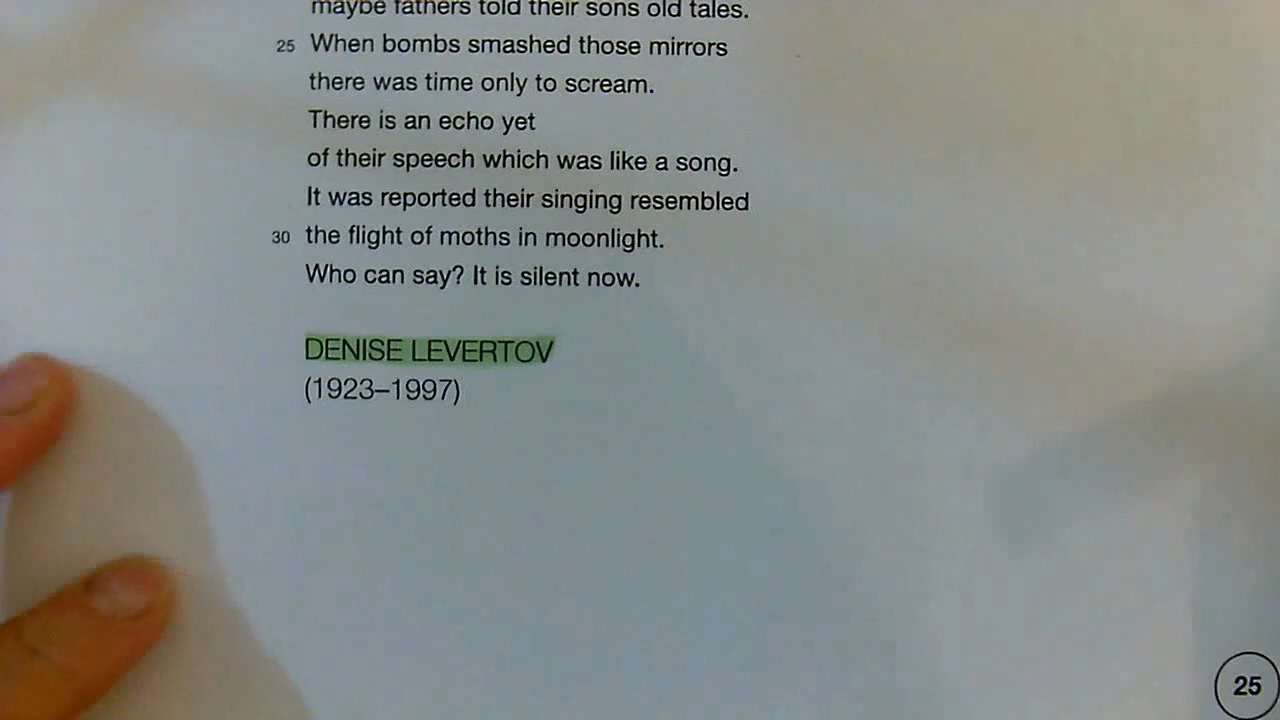 maybe fathers told their sons old tales.
25 When bombs smashed those mirrors
there was time only to scream.
There is an echo yet
of their speech which was like a song.
It was reported their singing resembled
30 the flight of moths in moonlight.
Who can say? It is silent now.
DENISE LEVERTOV
(1923–1997)
25